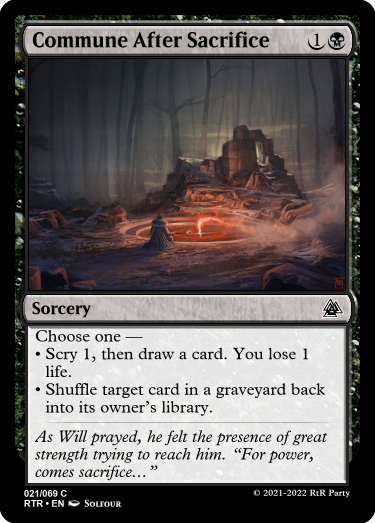 Commune After Sacrifice 1
Sorcery
Choose one —
• Scry 1, then draw a card. You lose 1
life.
• Shuffle target card in a graveyard back
into its owner's library.
As Will prayed, he felt the presence of great
strength trying to reach him. “For power,
comes sacrifice…”
021/069 C
RTR • EN Solfour
© 2021-2022 RtR Party